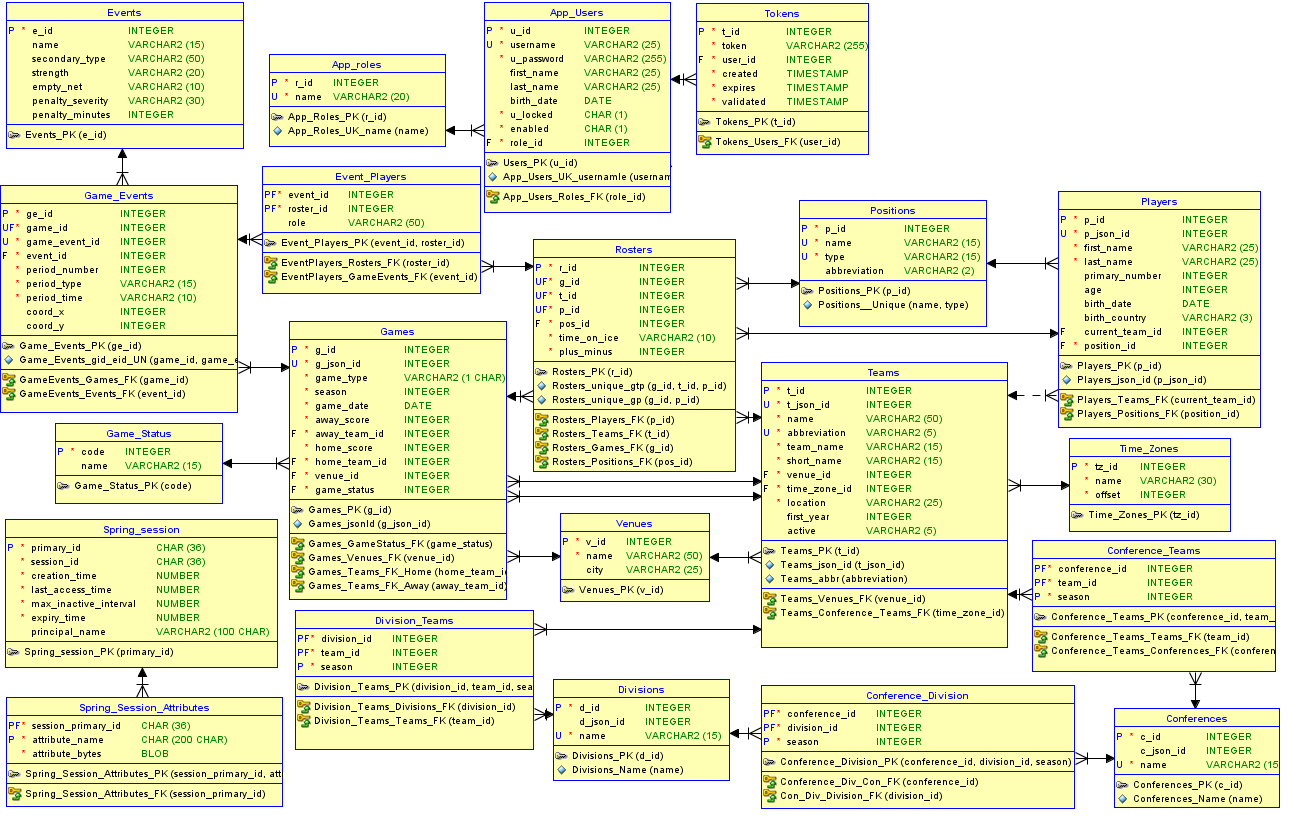 Events
P * e_id INTEGER
* name VARCHAR2 (15)
secondary_type VARCHAR2 (50)
strength VARCHAR2 (20)
empty_net VARCHAR2 (10)
penalty_severity VARCHAR2 (30)
penalty_minutes INTEGER
Events_PK (e_id)
App_roles
P * r_id INTEGER
U * name VARCHAR2 (20)
App_Roles_PK (r_id)
App_Roles_UK_name (name)
App_Users
P * u_id INTEGER
U * username VARCHAR2 (25)
* u_password VARCHAR2 (255)
first_name VARCHAR2 (25)
last_name VARCHAR2 (25)
birth_date DATE
* u_locked CHAR (1)
* enabled CHAR (1)
F * role_id INTEGER
Users_PK (u_id)
App_Users_UK_usernamle (usernam
App_Users_Roles_FK (role_id)
Tokens
P * t_id INTEGER
* token VARCHAR2 (255)
F * user_id INTEGER
* created TIMESTAMP
* expires TIMESTAMP
* validated TIMESTAMP
Tokens_PK (t_id)
Tokens_Users_FK (user_id)
Game_Events
P * ge_id INTEGER
UF* game_id INTEGER
U * game_event_id INTEGER
F * event_id INTEGER
* period_number INTEGER
* period_type VARCHAR2 (15)
* period_time VARCHAR2 (10)
coord_x INTEGER
coord_y INTEGER
Game_Events_PK (ge_id)
Game_Events_gid_eid_UN (game_id, game_e
GameEvents_Games_FK (game_id)
GameEvents_Events_FK (event_id)
Event_Players
PF* event_id INTEGER
PF* roster_id INTEGER
role VARCHAR2 (50)
Event_Players_PK (event_id, roster_id)
EventPlayers_Rosters_FK (roster_id)
EventPlayers_GameEvents_FK (event_id)
Rosters
P * r_id INTEGER
UF* g_id INTEGER
UF* t_id INTEGER
UF* p_id INTEGER
F * pos_id INTEGER
* time_on_ice VARCHAR2 (10)
* plus_minus INTEGER
Rosters_PK (r_id)
Rosters_unique_gtp (g_id, t_id, p_id)
Rosters_unique_gp (g_id, p_id)
Rosters_Players_FK (p_id)
Rosters_Teams_FK (t_id)
Rosters_Games_FK (g_id)
Rosters_Positions_FK (pos_id)
Positions
P * p_id INTEGER
U * name VARCHAR2 (15)
U * type VARCHAR2 (15)
abbreviation VARCHAR2 (2)
Positions_PK (p_id)
Positions__Unique (name, type)
Players
P * p_id INTEGER
U * p_json_id INTEGER
* first_name VARCHAR2 (25)
* last_name VARCHAR2 (25)
primary_number INTEGER
age INTEGER
birth_date DATE
birth_country VARCHAR2 (3)
F current_team_id INTEGER
F * position_id INTEGER
Players_PK (p_id)
Players_json_id (p_json_id)
Players_Teams_FK (current_team_id)
Players_Positions_FK (position_id)
Games
P * g_id INTEGER
U * g_json_id INTEGER
* game_type VARCHAR2 (1 CHAR)
* season INTEGER
* game_date DATE
* away_score INTEGER
F * away_team_id INTEGER
* home_score INTEGER
F * home_team_id INTEGER
F * venue_id INTEGER
F * game_status INTEGER
Games_PK (g_id)
Games_jsonId (g_json_id)
Games_GameStatus_FK (game_status)
Games_Venues_FK (venue_id)
Games_Teams_FK_Home (home_team_id
Games_Teams_FK_Away (away_team_id)
Game_Status
P * code INTEGER
name VARCHAR2 (15)
Game_Status_PK (code)
Teams
P * t_id INTEGER
U * t_json_id INTEGER
* name VARCHAR2 (50)
U * abbreviation VARCHAR2 (5)
* team_name VARCHAR2 (15)
* short_name VARCHAR2 (15)
F * venue_id INTEGER
F * time_zone_id INTEGER
* location VARCHAR2 (25)
first_year INTEGER
* active VARCHAR2 (5)
Teams_PK (t_id)
Teams_json_id (t_json_id)
Teams_abbr (abbreviation)
Teams_Venues_FK (venue_id)
Teams_Conference_Teams_FK (time_zone_id)
Time_Zones
P * tz_id INTEGER
* name VARCHAR2 (30)
* offset INTEGER
Time_Zones_PK (tz_id)
Spring_session
P * primary_id CHAR (36)
* session_id CHAR (36)
* creation_time NUMBER
* last_access_time NUMBER
* max_inactive_interval NUMBER
* expiry_time NUMBER
principal_name VARCHAR2 (100 CHAR)
Spring_session_PK (primary_id)
Venues
P * v_id INTEGER
* name VARCHAR2 (50)
city VARCHAR2 (25)
Venues_PK (v_id)
Conference_Teams
PF* conference_id INTEGER
PF* team_id INTEGER
P * season INTEGER
Conference_Teams_PK (conference_id, team_
Conference_Teams_Teams_FK (team_id)
Conference_Teams_Conferences_FK (conferen
Division_Teams
PF* division_id INTEGER
PF* team_id INTEGER
P * season INTEGER
Division_Teams_PK (division_id, team_id, sea
Division_Teams_Divisions_FK (division_id)
Division_Teams_Teams_FK (team_id)
Spring_Session_Attributes
PF* session_primary_id CHAR (36)
P * attribute_name CHAR (200 CHAR)
* attribute_bytes BLOB
Spring_Session_Attributes_PK (session_primary_id, att
Spring_Session_Attributes_FK (session_primary_id)
Divisions
P * d_id INTEGER
d_json_id INTEGER
U * name VARCHAR2 (15)
Divisions_PK (d_id)
Divisions_Name (name)
Conference_Division
PF* conference_id INTEGER
PF* division_id INTEGER
P * season INTEGER
Conference_Division_PK (conference_id, division_id, season)
Conference_Div_Con_FK (conference_id)
Con_Div_Division_FK (division_id)
Conferences
P * c_id INTEGER
c_json_id INTEGER
U * name VARCHAR2 (15
Conferences_PK (c_id)
Conferences_Name (name)